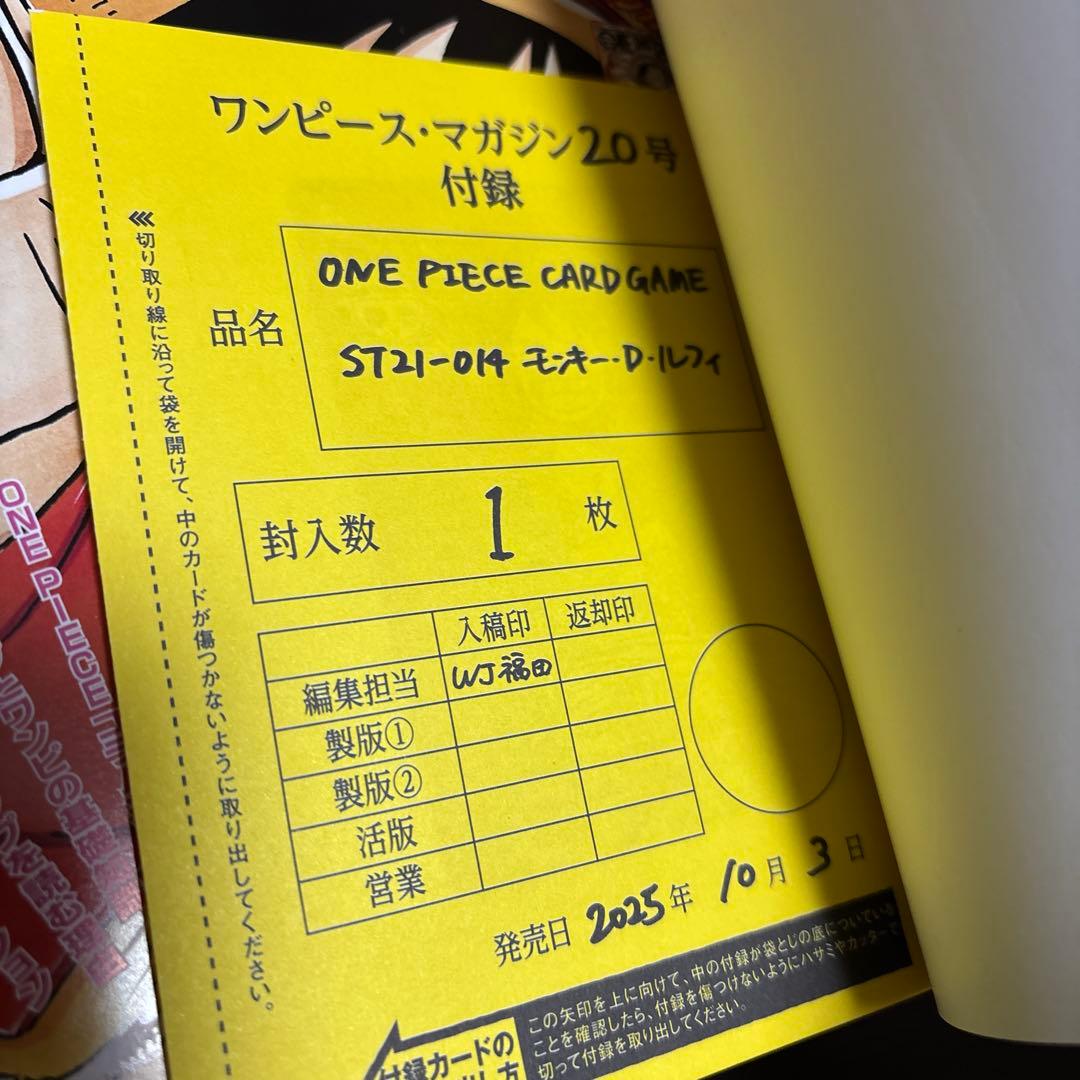 ワンピース・マガジン20号
付録
品名
ONE PIECE CARD GAME
ST21-014 モンキー・D・ルフィ
封入数 1 枚
入稿印 返却印
編集担当 WJ福田
製版①
製版②
活版
営業
発売日 2025年 10月 3日
切り取り線に沿って袋を開けて、中のカードが傷つかないように取り出してください。
付録カードの
この矢印を上に向けて、中の付録が袋とじの底についている
ことを確認したら、付録を傷つけないようにハサミやカッターで
切って付録を取り出してください。
ONE PIECE